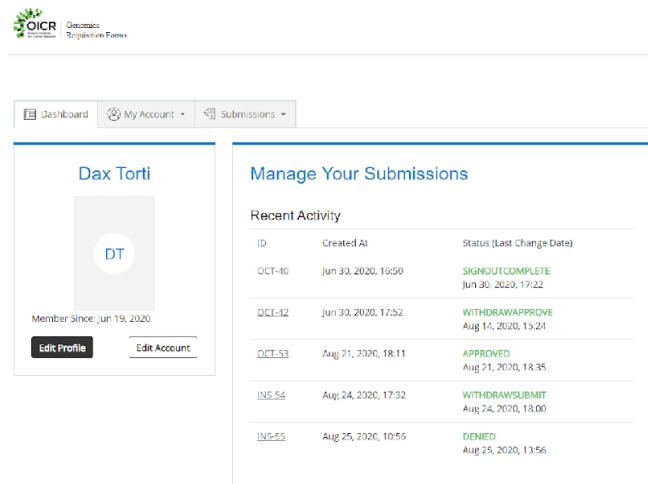 OICR
Genomics
Requisition Forms
Dashboard
My Account
Submissions
Dax Torti
DT
Member Since: Jun 19, 2020
Edit Profile
Edit Account
Manage Your Submissions
Recent Activity
ID Created At Status (Last Change Date)
OCT-40 Jun 30, 2020, 16:50 SIGNOUTCOMPLETE
Jun 30, 2020, 17:22
OCT-42 Jun 30, 2020, 17:52 WITHDRAWAPPROVE
Aug 14, 2020, 15:24
OCT-53 Aug 21, 2020, 18:11 APPROVED
Aug 21, 2020, 18:35
INS-54 Aug 24, 2020, 17:32 WITHDRAWSUBMIT
Aug 24, 2020, 18:00
INS-55 Aug 25, 2020, 10:56 DENIED
Aug 25, 2020, 13:56